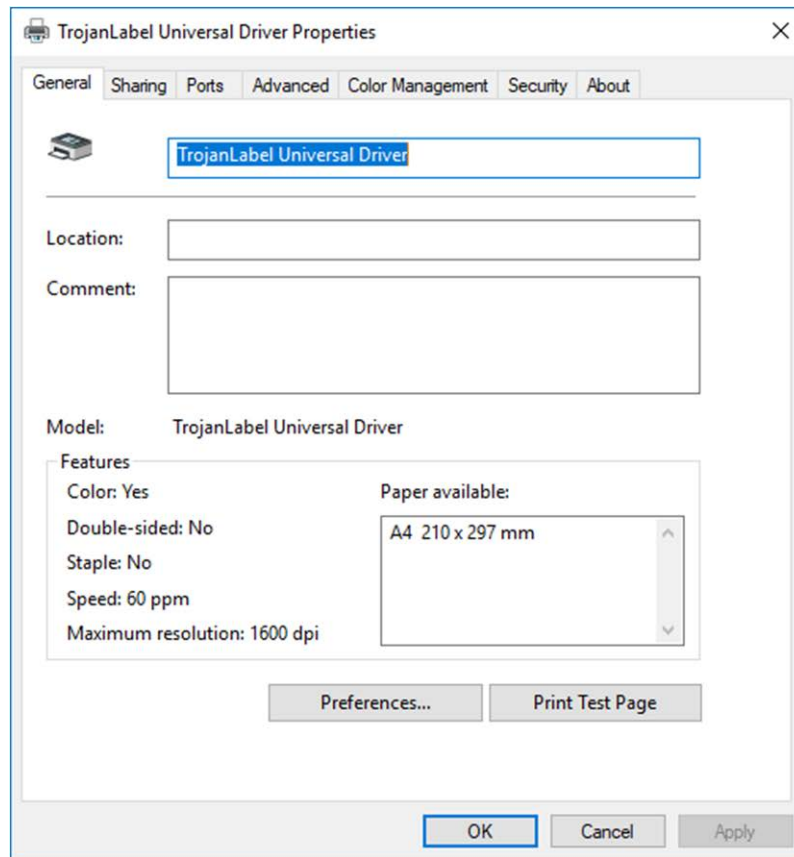 TrojanLabel Universal Driver Properties
General Sharing Ports Advanced Color Management Security About
TrojanLabel Universal Driver
Location:
Comment:
Model: TrojanLabel Universal Driver
Features
Color: Yes
Paper available:
Double-sided: No
A4 210 x 297 mm
Staple: No
Speed: 60 ppm
Maximum resolution: 1600 dpi
Preferences... Print Test Page
OK Cancel Apply